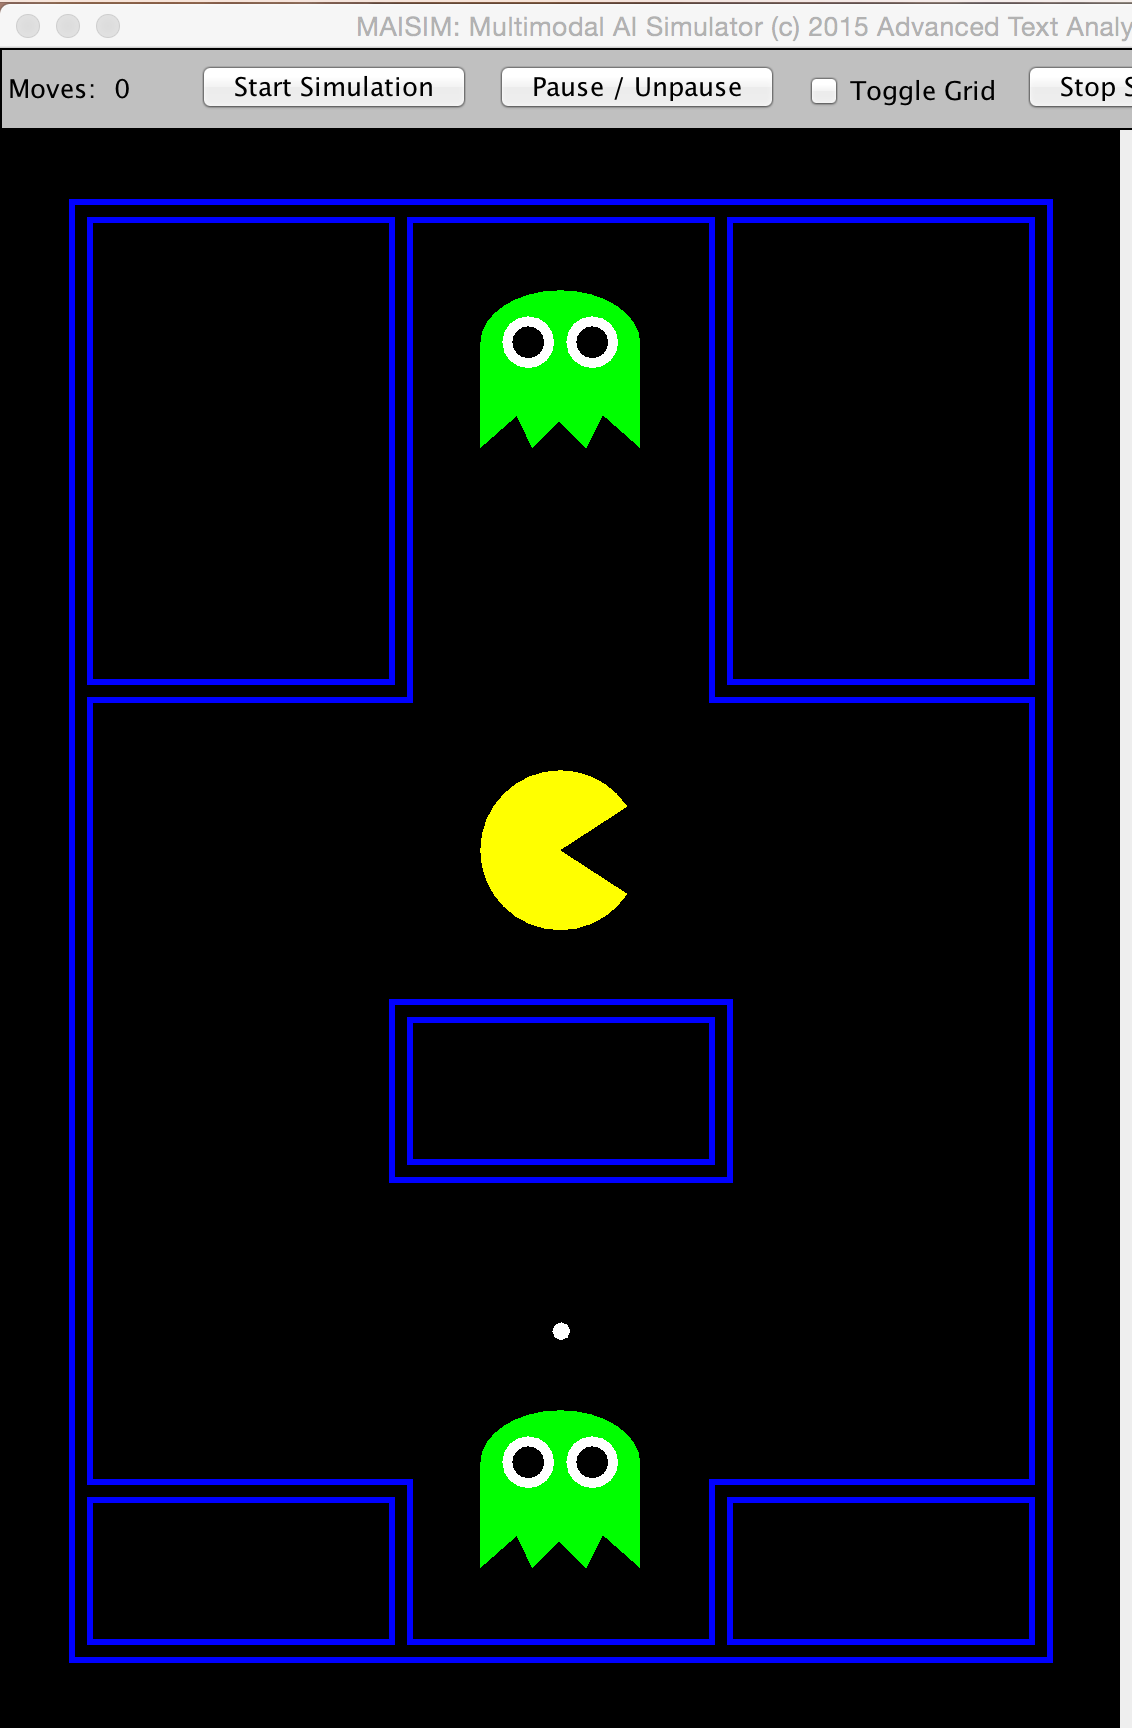 MAISIM: Multimodal AI Simulator (c) 2015 Advanced Text Analy
Moves: 0 Start Simulation Pause / Unpause Toggle Grid Stop S